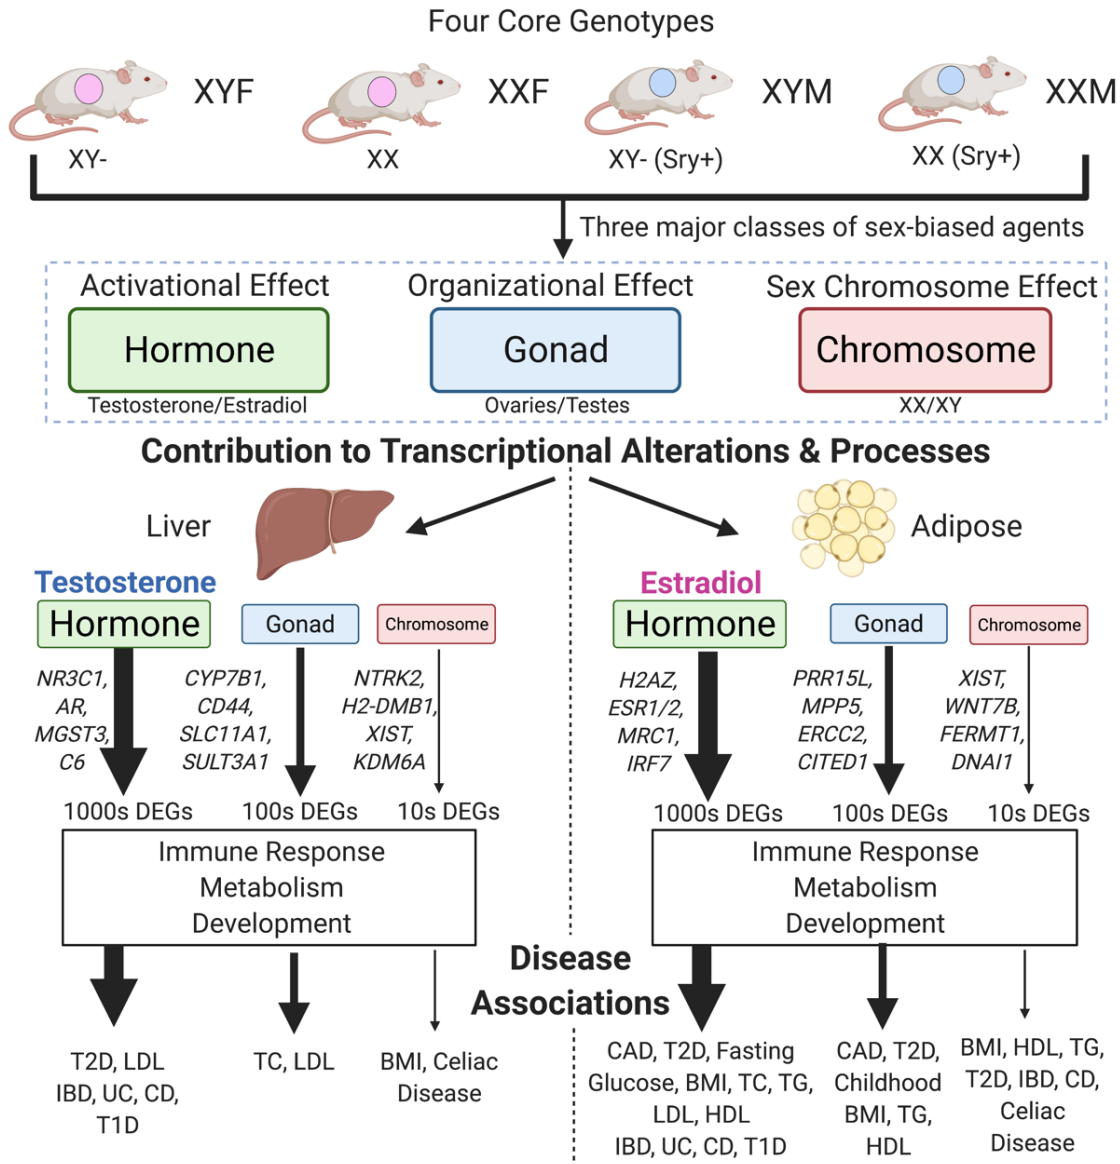 Four Core Genotypes
XYF
XXF
XYM
XXM
XY-
XX
XY- (Sry+)
XX (Sry+)
Three major classes of sex-biased agents
Activational Effect
Organizational Effect
Sex Chromosome Effect
Hormone
Gonad
Chromosome
Testosterone/Estradiol
Ovaries/Testes
XX/XY
Contribution to Transcriptional Alterations & Processes
Liver
Testosterone
Hormone
Gonad
Chromosome
NR3C1,
AR,
MGST3,
C6
CYP7B1,
CD44,
SLC11A1,
SULT3A1
NTRK2,
H2-DMB1,
XIST,
KDM6A
1000s DEGs
100s DEGs
10s DEGs
Immune Response
Metabolism
Development
Adipose
Estradiol
Hormone
Gonad
Chromosome
H2AZ,
ESR1/2,
MRC1,
IRF7
PRR15L,
MPP5,
ERCC2,
CITED1
XIST,
WNT7B,
FERMT1,
DNAI1
1000s DEGs
100s DEGs
10s DEGs
Immune Response
Metabolism
Development
Disease
Associations
T2D, LDL
IBD, UC, CD,
T1D
TC, LDL
BMI, Celiac
Disease
CAD, T2D, Fasting
Glucose, BMI, TC, TG,
LDL, HDL
IBD, UC, CD, T1D
CAD, T2D,
Childhood
BMI, TG,
HDL
BMI, HDL, TG,
T2D, IBD, CD,
Celiac
Disease